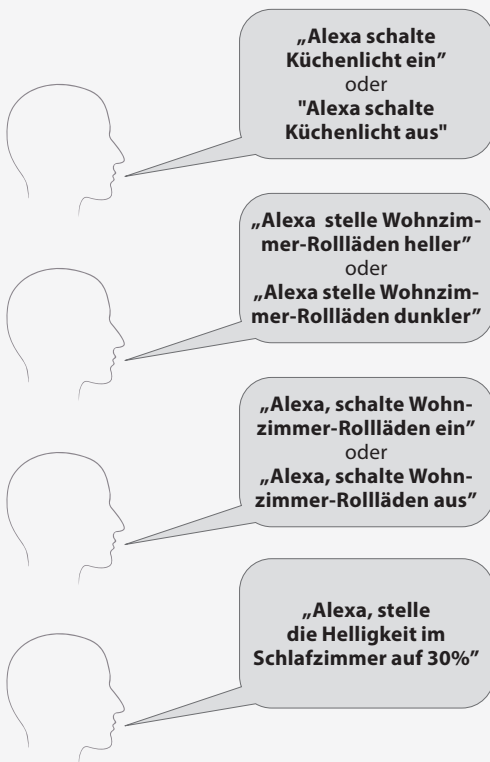 „Alexa schalte
Küchenlicht ein”
oder
"Alexa schalte
Küchenlicht aus"
„Alexa  stelle Wohnzim-
mer-Rollläden heller”
oder
„Alexa stelle Wohnzim-
mer-Rollläden dunkler”
„Alexa, schalte Wohn-
zimmer-Rollläden ein”
oder
„Alexa, schalte Wohn-
zimmer-Rollläden aus”
„Alexa, stelle
die Helligkeit im
Schlafzimmer auf 30%”